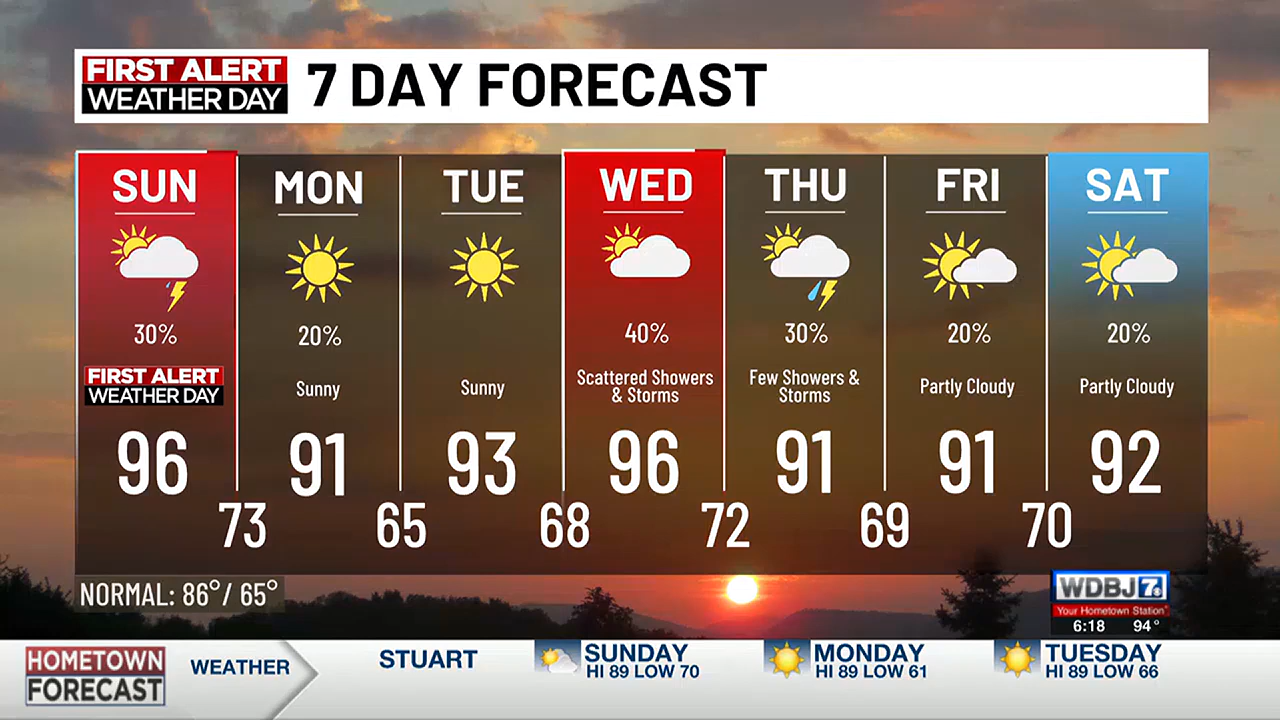 FIRST ALERT
WEATHER DAY
7 DAY FORECAST
SUN
MON
TUE
WED
THU
FRI
SAT
30%
20%
40%
30%
20%
20%
FIRST ALERT
WEATHER DAY
Sunny
Sunny
Scattered Showers
& Storms
Few Showers &
Storms
Partly Cloudy
Partly Cloudy
96
91
93
96
91
91
92
73
65
68
72
69
70
NORMAL: 86°/ 65°
WDBJ7
Your Hometown Station
6:18 94°
HOMETOWN
FORECAST
WEATHER
STUART
SUNDAY
HI 89 LOW 70
MONDAY
HI 89 LOW 61
TUESDAY
HI 89 LOW 66